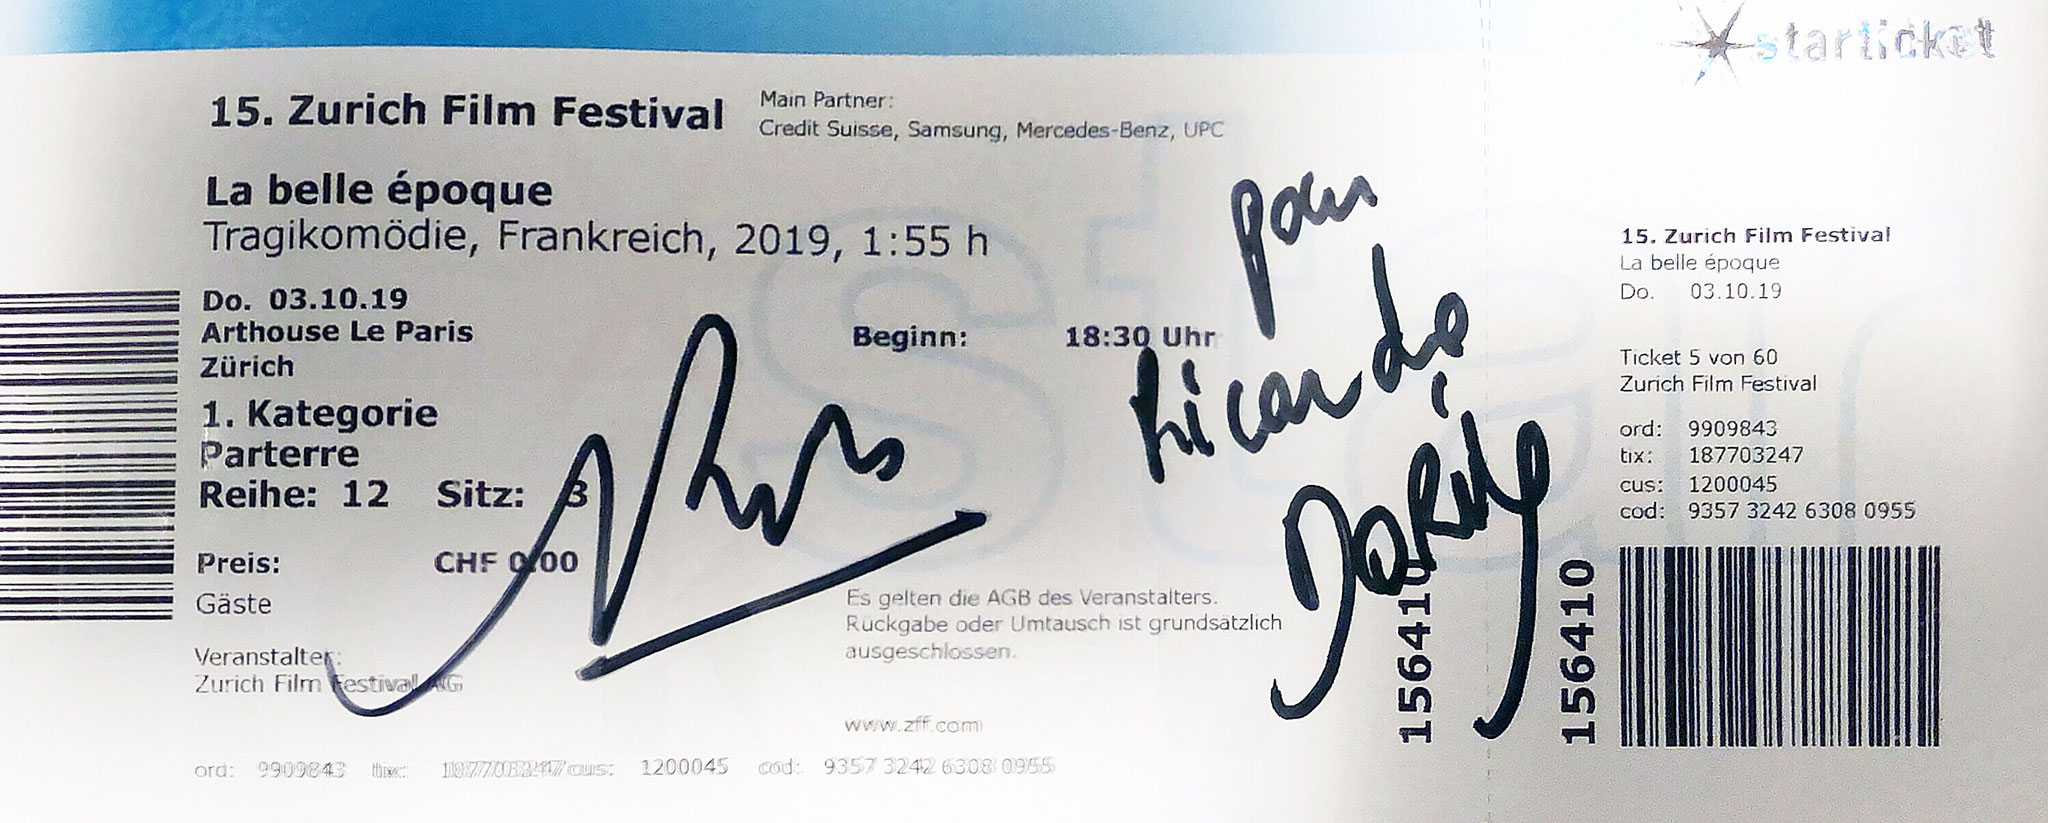 starticket
15. Zurich Film Festival
Main Partner:
Credit Suisse, Samsung, Mercedes-Benz, UPC
La belle époque
Tragikomödie, Frankreich, 2019, 1:55 h
Do. 03.10.19
Arthouse Le Paris
Zürich
Beginn: 18:30 Uhr
1. Kategorie
Parterre
Reihe: 12 Sitz: 3
Preis: CHF 0.00
Gäste
Veranstalter:
Zurich Film Festival AG
Es gelten die AGB des Veranstalters.
Rückgabe oder Umtausch ist grundsätzlich
ausgeschlossen.
www.zff.com
ord: 9909843 tix: 187703247 cus: 1200045 cod: 9357 3242 6308 0955
pour
Ricardo
156410
15. Zurich Film Festival
La belle époque
Do. 03.10.19
Ticket 5 von 60
Zurich Film Festival
ord: 9909843
tix: 187703247
cus: 1200045
cod: 9357 3242 6308 0955
156410